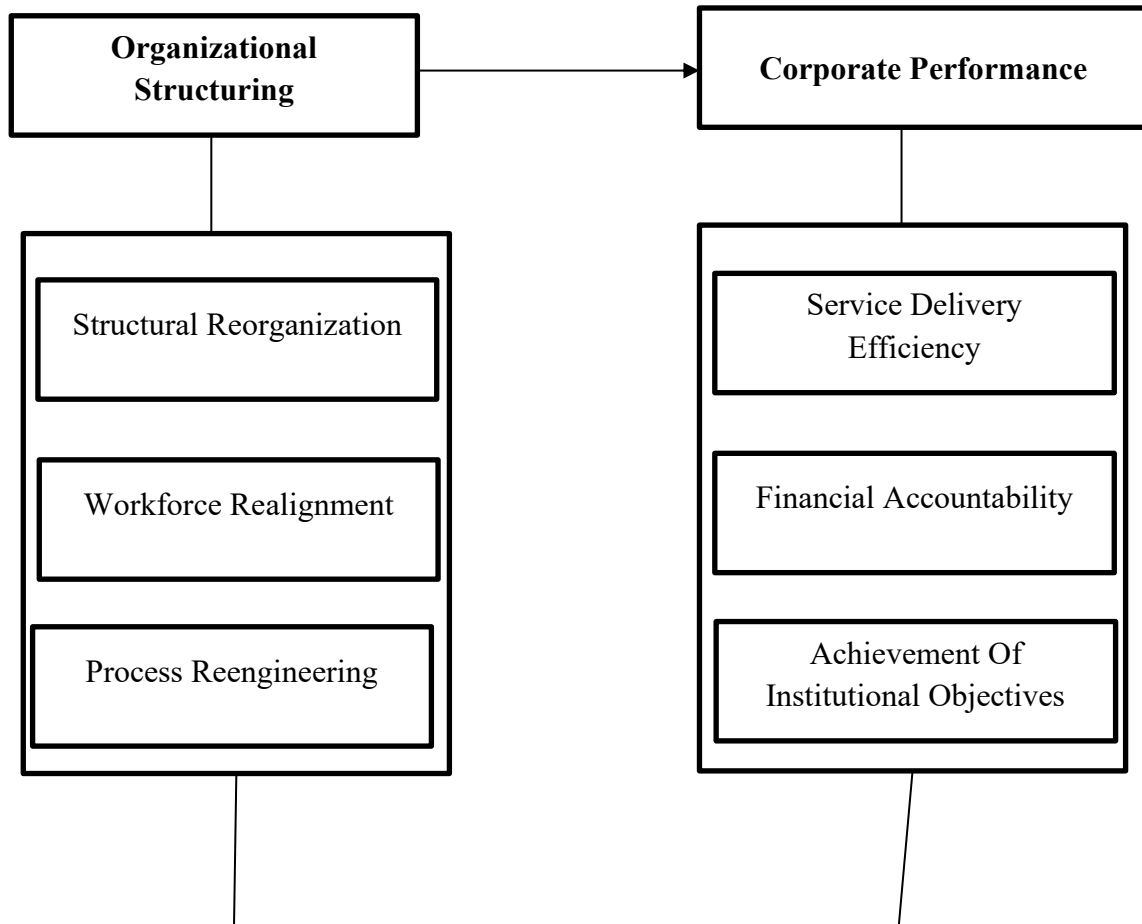 Organizational
Structuring
Corporate Performance
Structural Reorganization
Workforce Realignment
Process Reengineering
Service Delivery
Efficiency
Financial Accountability
Achievement Of
Institutional Objectives